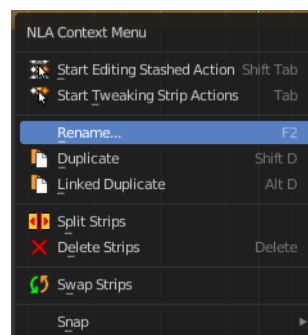 NLA Context Menu
Start Editing Stashed Action Shift Tab
Start Tweaking Strip Actions Tab
Rename... F2
Duplicate Shift D
Linked Duplicate Alt D
Split Strips
Delete Strips Delete
Swap Strips
Snap